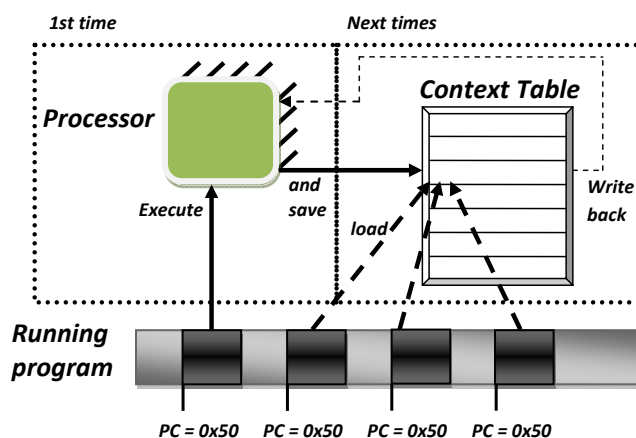 1st time
Next times
Context Table
Processor
Execute
and
save
load
Write
back
Running
program
PC = 0x50
PC = 0x50
PC = 0x50
PC = 0x50